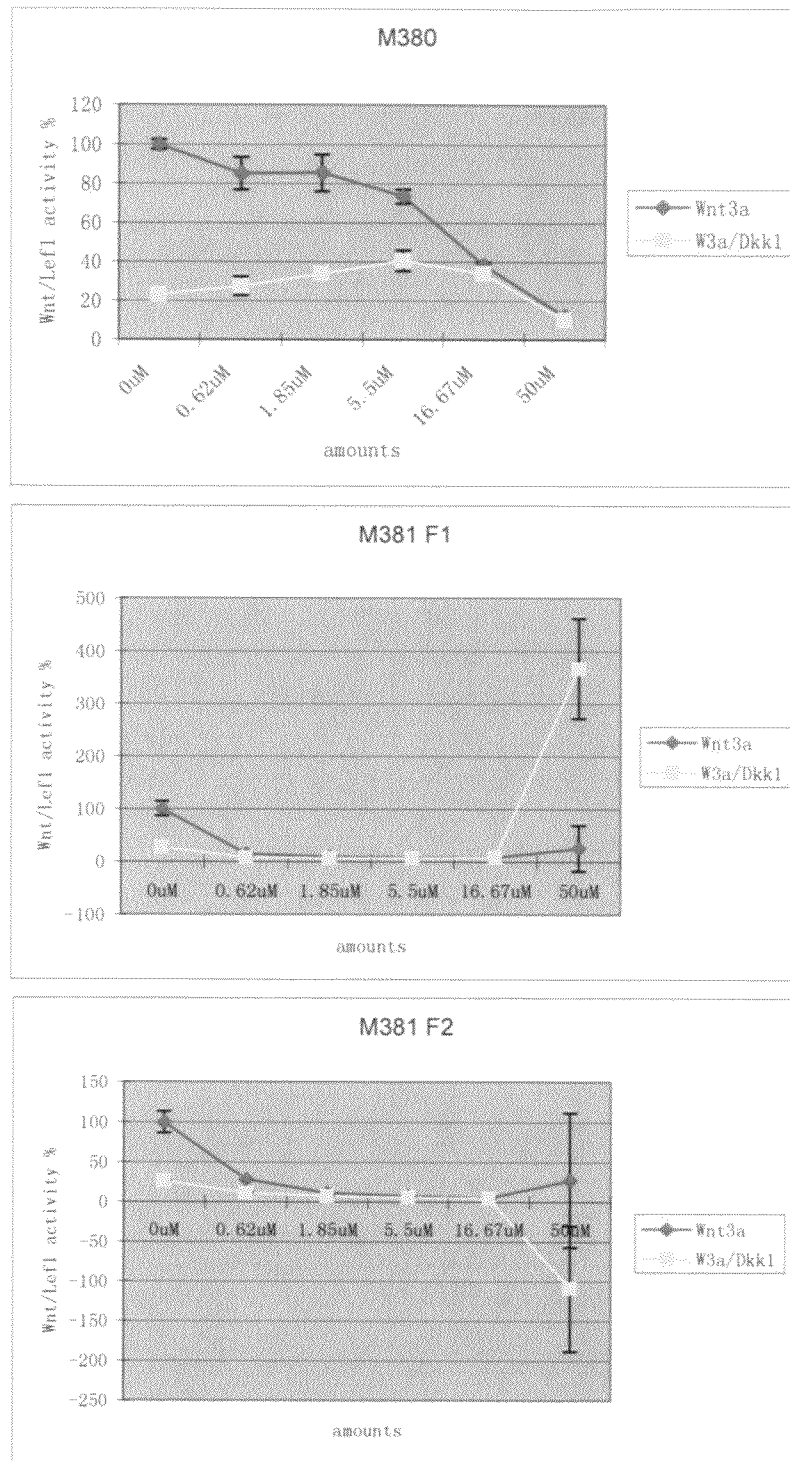 M380
Wnt/Lef1 activity %
120
100
80
60
40
20
0
0uM
0.62uM
1.85uM
5.5uM
16.67uM
50uM
amounts
Wnt3a
W3a/Dkk1
M381 F1
Wnt/Lef1 activity %
500
400
300
200
100
0
-100
0uM 0.62uM 1.85uM 5.5uM 16.67uM 50uM
amounts
Wnt3a
W3a/Dkk1
M381 F2
Wnt/Lef1 activity %
150
100
50
0
-50
-100
-150
-200
-250
0uM 0.62uM 1.85uM 5.5uM 16.67uM 50uM
amounts
Wnt3a
W3a/Dkk1